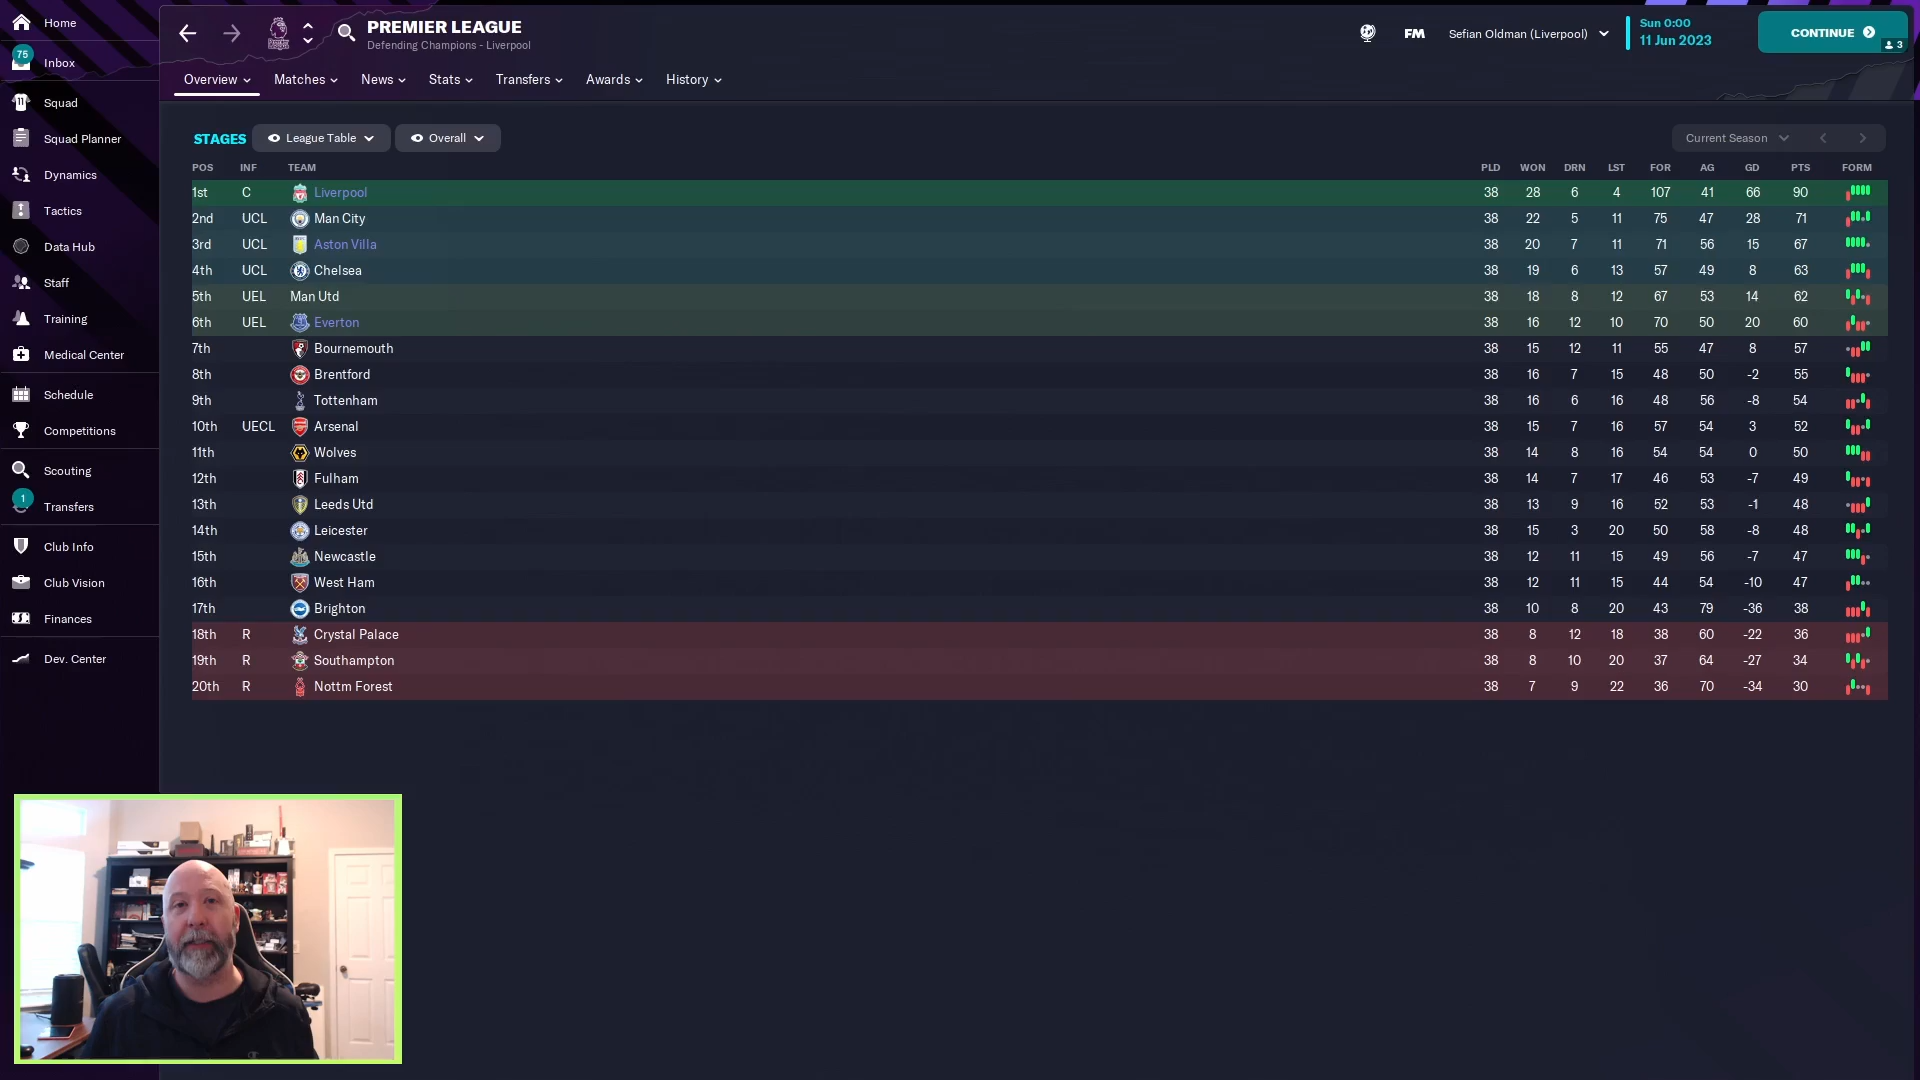 Home
75
Inbox
Squad
Squad Planner
Dynamics
Tactics
Data Hub
Staff
Training
Medical Center
Schedule
Competitions
Scouting
1
Transfers
Club Info
Club Vision
Finances
Dev. Center
PREMIER LEAGUE
Defending Champions - Liverpool
FM
Sefian Oldman (Liverpool)
Sun 0:00
11 Jun 2023
CONTINUE
3
Overview Matches News Stats Transfers Awards History
STAGES League Table Overall Current Season
POS INF TEAM PLD WON DRN LST FOR AG GD PTS FORM
1st C Liverpool 38 28 6 4 107 41 66 90
2nd UCL Man City 38 22 5 11 75 47 28 71
3rd UCL Aston Villa 38 20 7 11 71 56 15 67
4th UCL Chelsea 38 19 6 13 57 49 8 63
5th UEL Man Utd 38 18 8 12 67 53 14 62
6th UEL Everton 38 16 12 10 70 50 20 60
7th Bournemouth 38 15 12 11 55 47 8 57
8th Brentford 38 16 7 15 48 50 -2 55
9th Tottenham 38 16 6 16 48 56 -8 54
10th UECL Arsenal 38 15 7 16 57 54 3 52
11th Wolves 38 14 8 16 54 54 0 50
12th Fulham 38 14 7 17 46 53 -7 49
13th Leeds Utd 38 13 9 16 52 53 -1 48
14th Leicester 38 15 3 20 50 58 -8 48
15th Newcastle 38 12 11 15 49 56 -7 47
16th West Ham 38 12 11 15 44 54 -10 47
17th Brighton 38 10 8 20 43 79 -36 38
18th R Crystal Palace 38 8 12 18 38 60 -22 36
19th R Southampton 38 8 10 20 37 64 -27 34
20th R Nottm Forest 38 7 9 22 36 70 -34 30